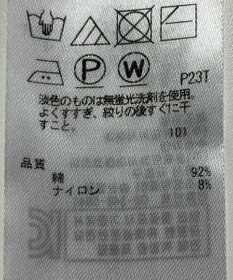 P W
P23T
淡色のものは無蛍光洗剤を使用。
よくすすぎ、絞りの後すぐに干
すこと。
101
品質
綿 92%
ナイロン 8%